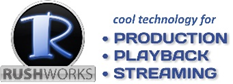 R
RUSHWORKS
cool technology for
• PRODUCTION
• PLAYBACK
• STREAMING